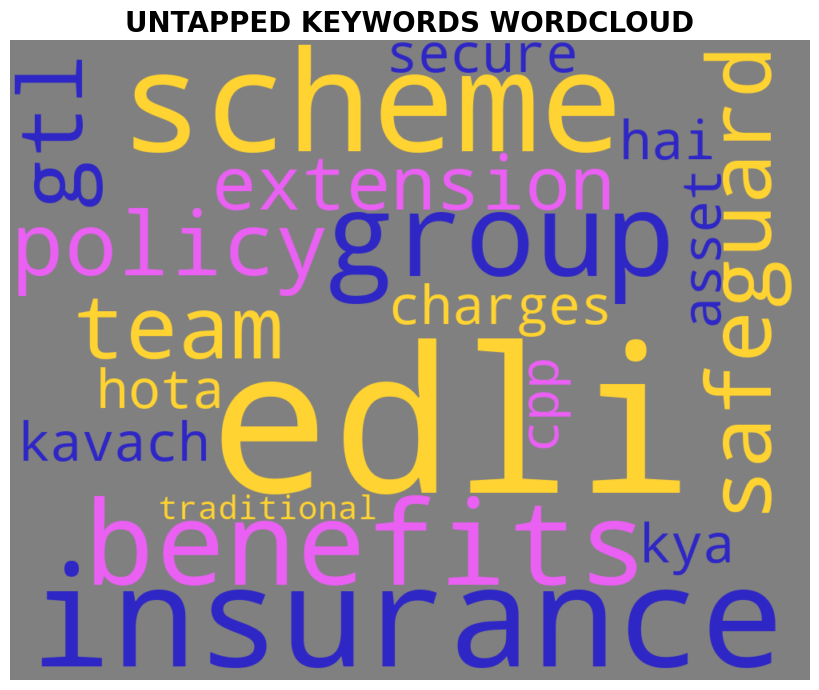 UNTAPPED KEYWORDS WORDCLOUD
secure
scheme
gtl
hai
safeguard
extension
asset
policy
group
charges
team
edli
cpp
hota
kavach
traditional
benefits
kya
insurance